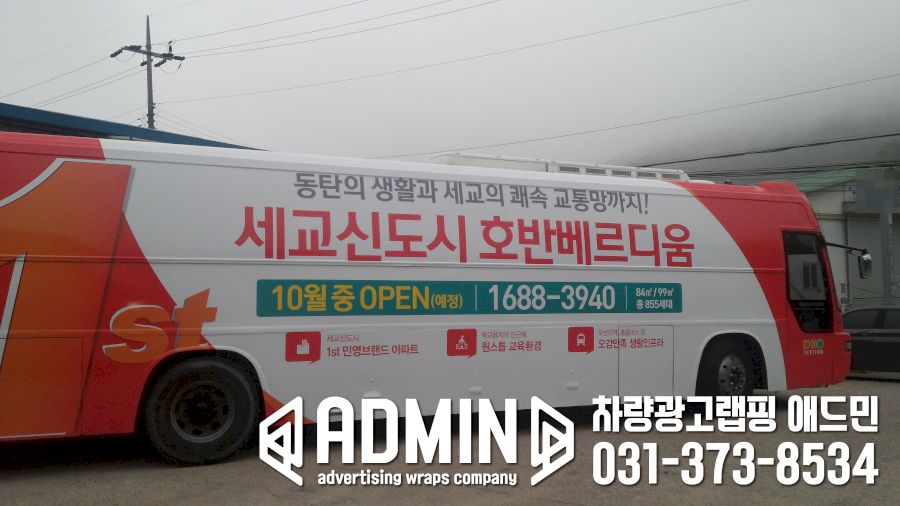 동탄의 생활과 세교의 쾌속 교통망까지!
세교신도시 호반베르디움
10월 중 OPEN(예정) 1688-3940 84㎡/99㎡
총 855세대
1st
세교신도시
1st 민영브랜드 아파트
원스톱 교육환경
오감만족 생활인프라
ADMIN
advertising wraps company
차량광고랩핑 애드민
031-373-8534